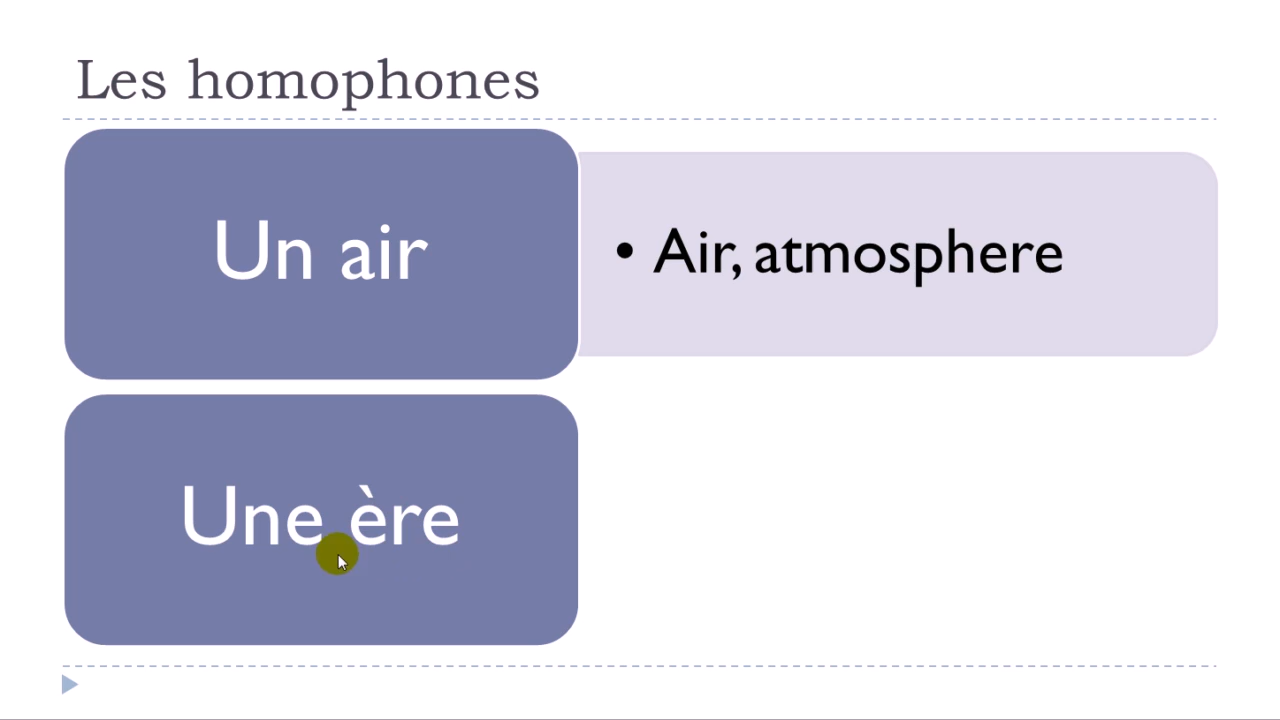 Les homophones
Un air
• Air, atmosphere
Une ère